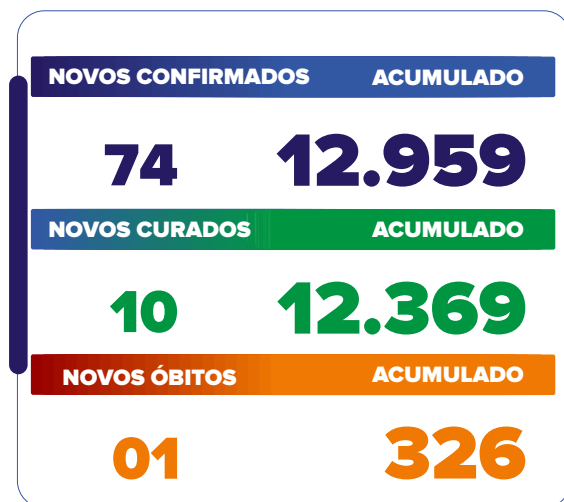 NOVOS CONFIRMADOS ACUMULADO
74 12.959
NOVOS CURADOS ACUMULADO
10 12.369
NOVOS ÓBITOS ACUMULADO
01 326